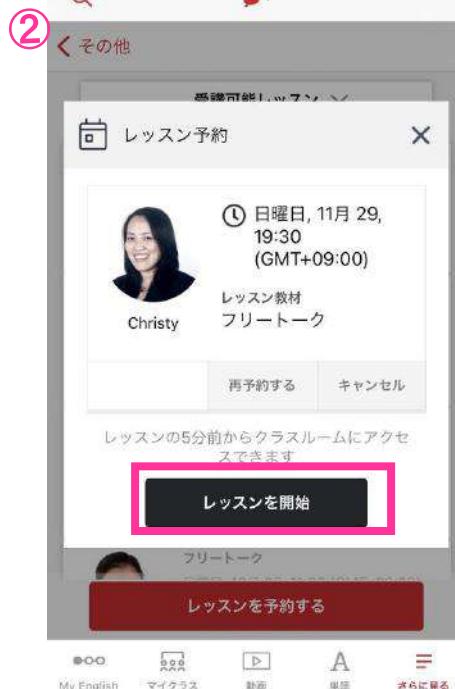 ②
その他
受講可能レッスン
レッスン予約
日曜日, 11月 29,
19:30
(GMT+09:00)
レッスン教材
フリートーク
Christy
再予約する
キャンセル
レッスンの5分前からクラスルームにアクセ
スできます
レッスンを開始
フリートーク
レッスンを予約する
My English
マイクラス
動画
単語
さらに見る